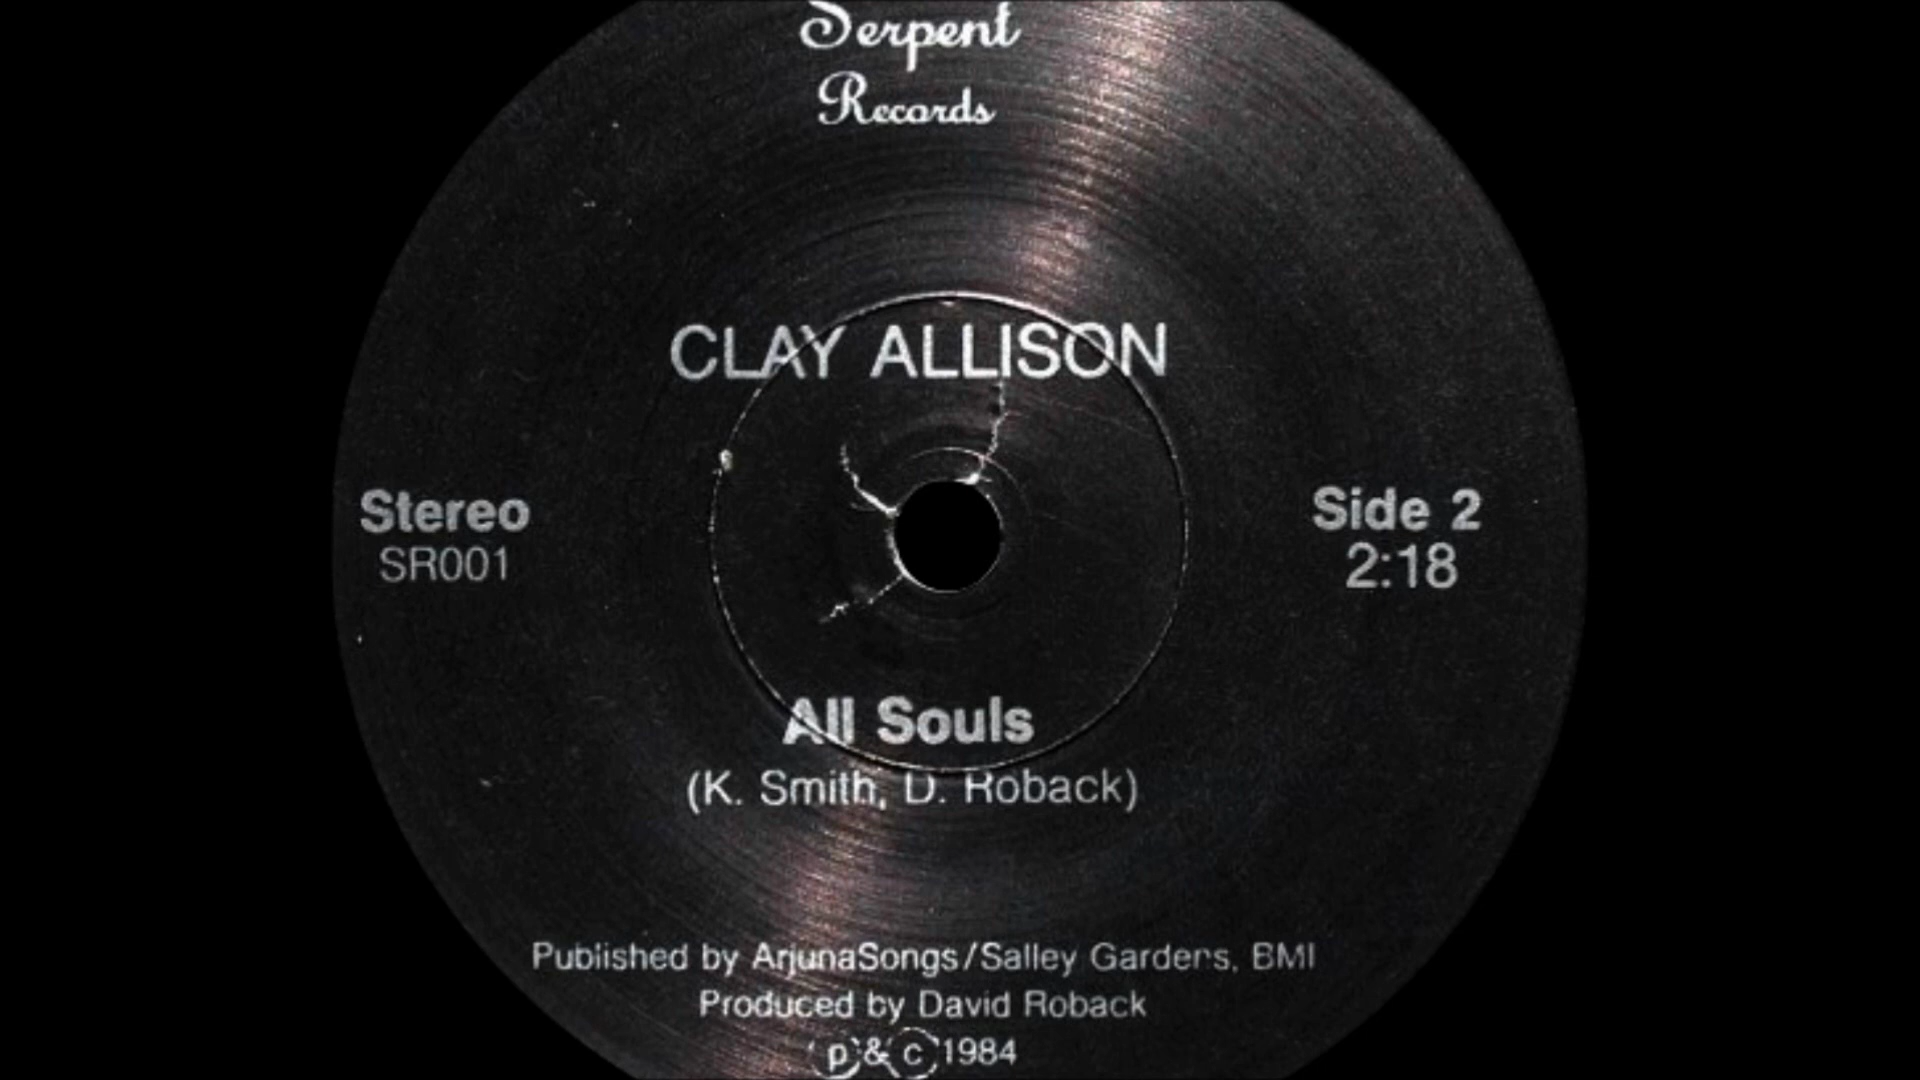 Serpent
Records
CLAY ALLISON
Stereo
SR001
Side 2
2:18
All Souls
(K. Smith, D. Roback)
Published by ArjunaSongs/Salley Gardens, BMI
Produced by David Roback
ⓟ&ⓒ1984